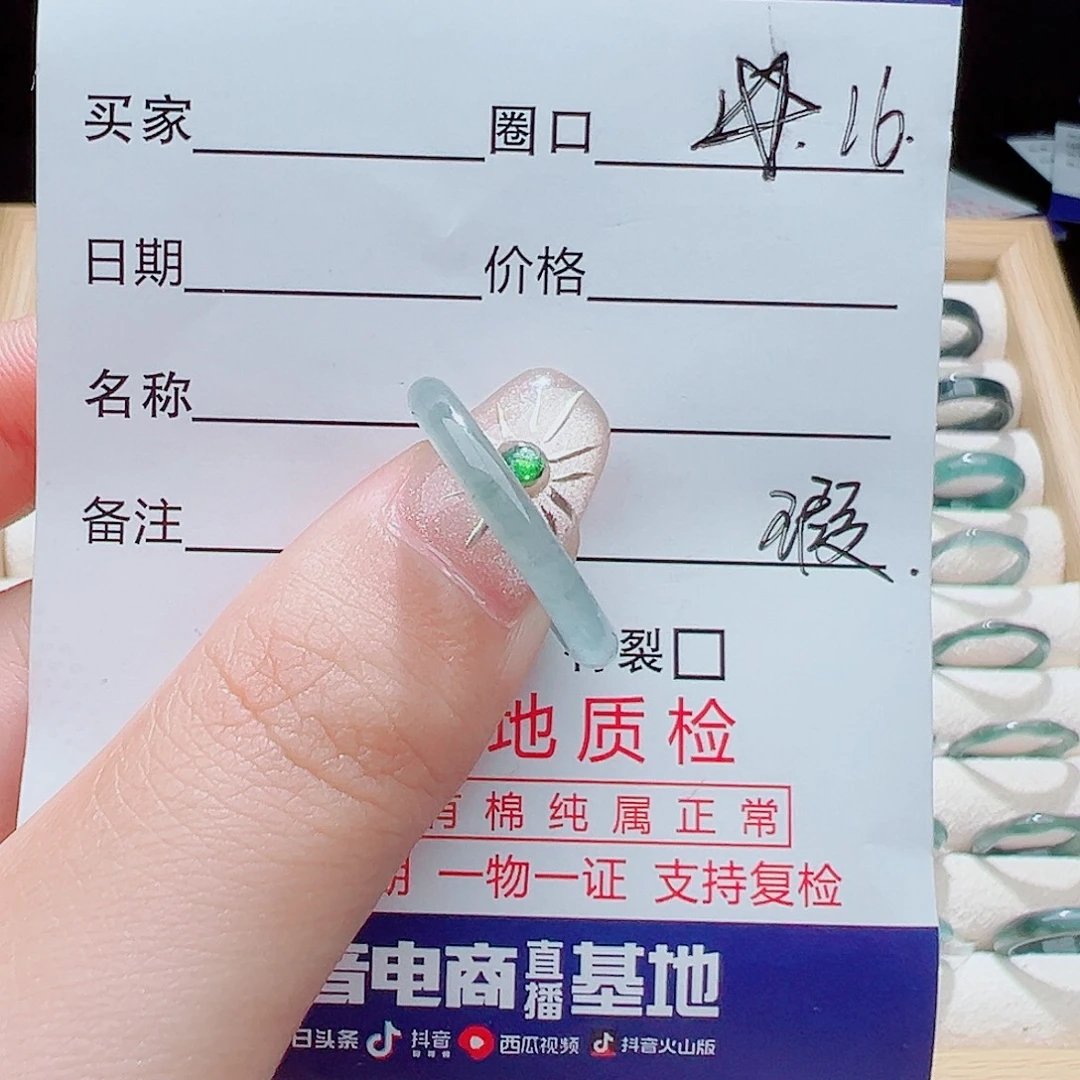 买家 圈口 16.
日期 价格
名称
备注 瑕.
裂
地质检
棉纯属正常
一物一证 支持复检
音电商直播基地
日头条 抖音 西瓜视频 抖音火山版